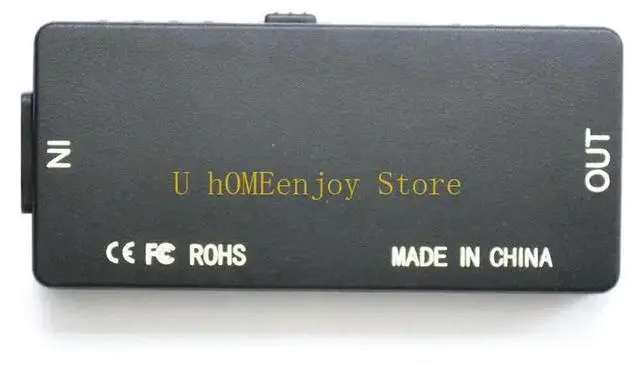 IN
OUT
U hOMEenjoy Store
CE FC ROHS
MADE IN CHINA